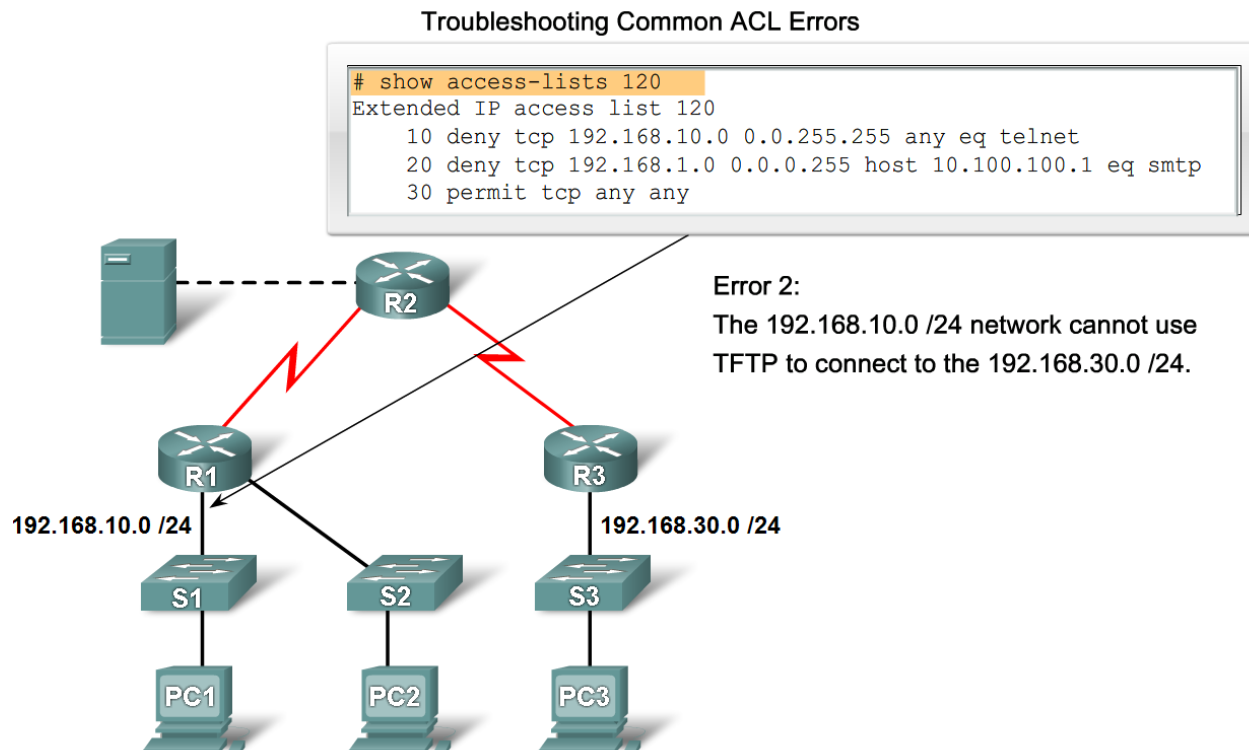 Troubleshooting Common ACL Errors
# show access-lists 120
Extended IP access list 120
10 deny tcp 192.168.10.0 0.0.255.255 any eq telnet
20 deny tcp 192.168.1.0 0.0.0.255 host 10.100.100.1 eq smtp
30 permit tcp any any
R2
Error 2:
The 192.168.10.0 /24 network cannot use
TFTP to connect to the 192.168.30.0 /24.
R1
R3
192.168.10.0 /24
192.168.30.0 /24
S1
S2
S3
PC1
PC2
PC3